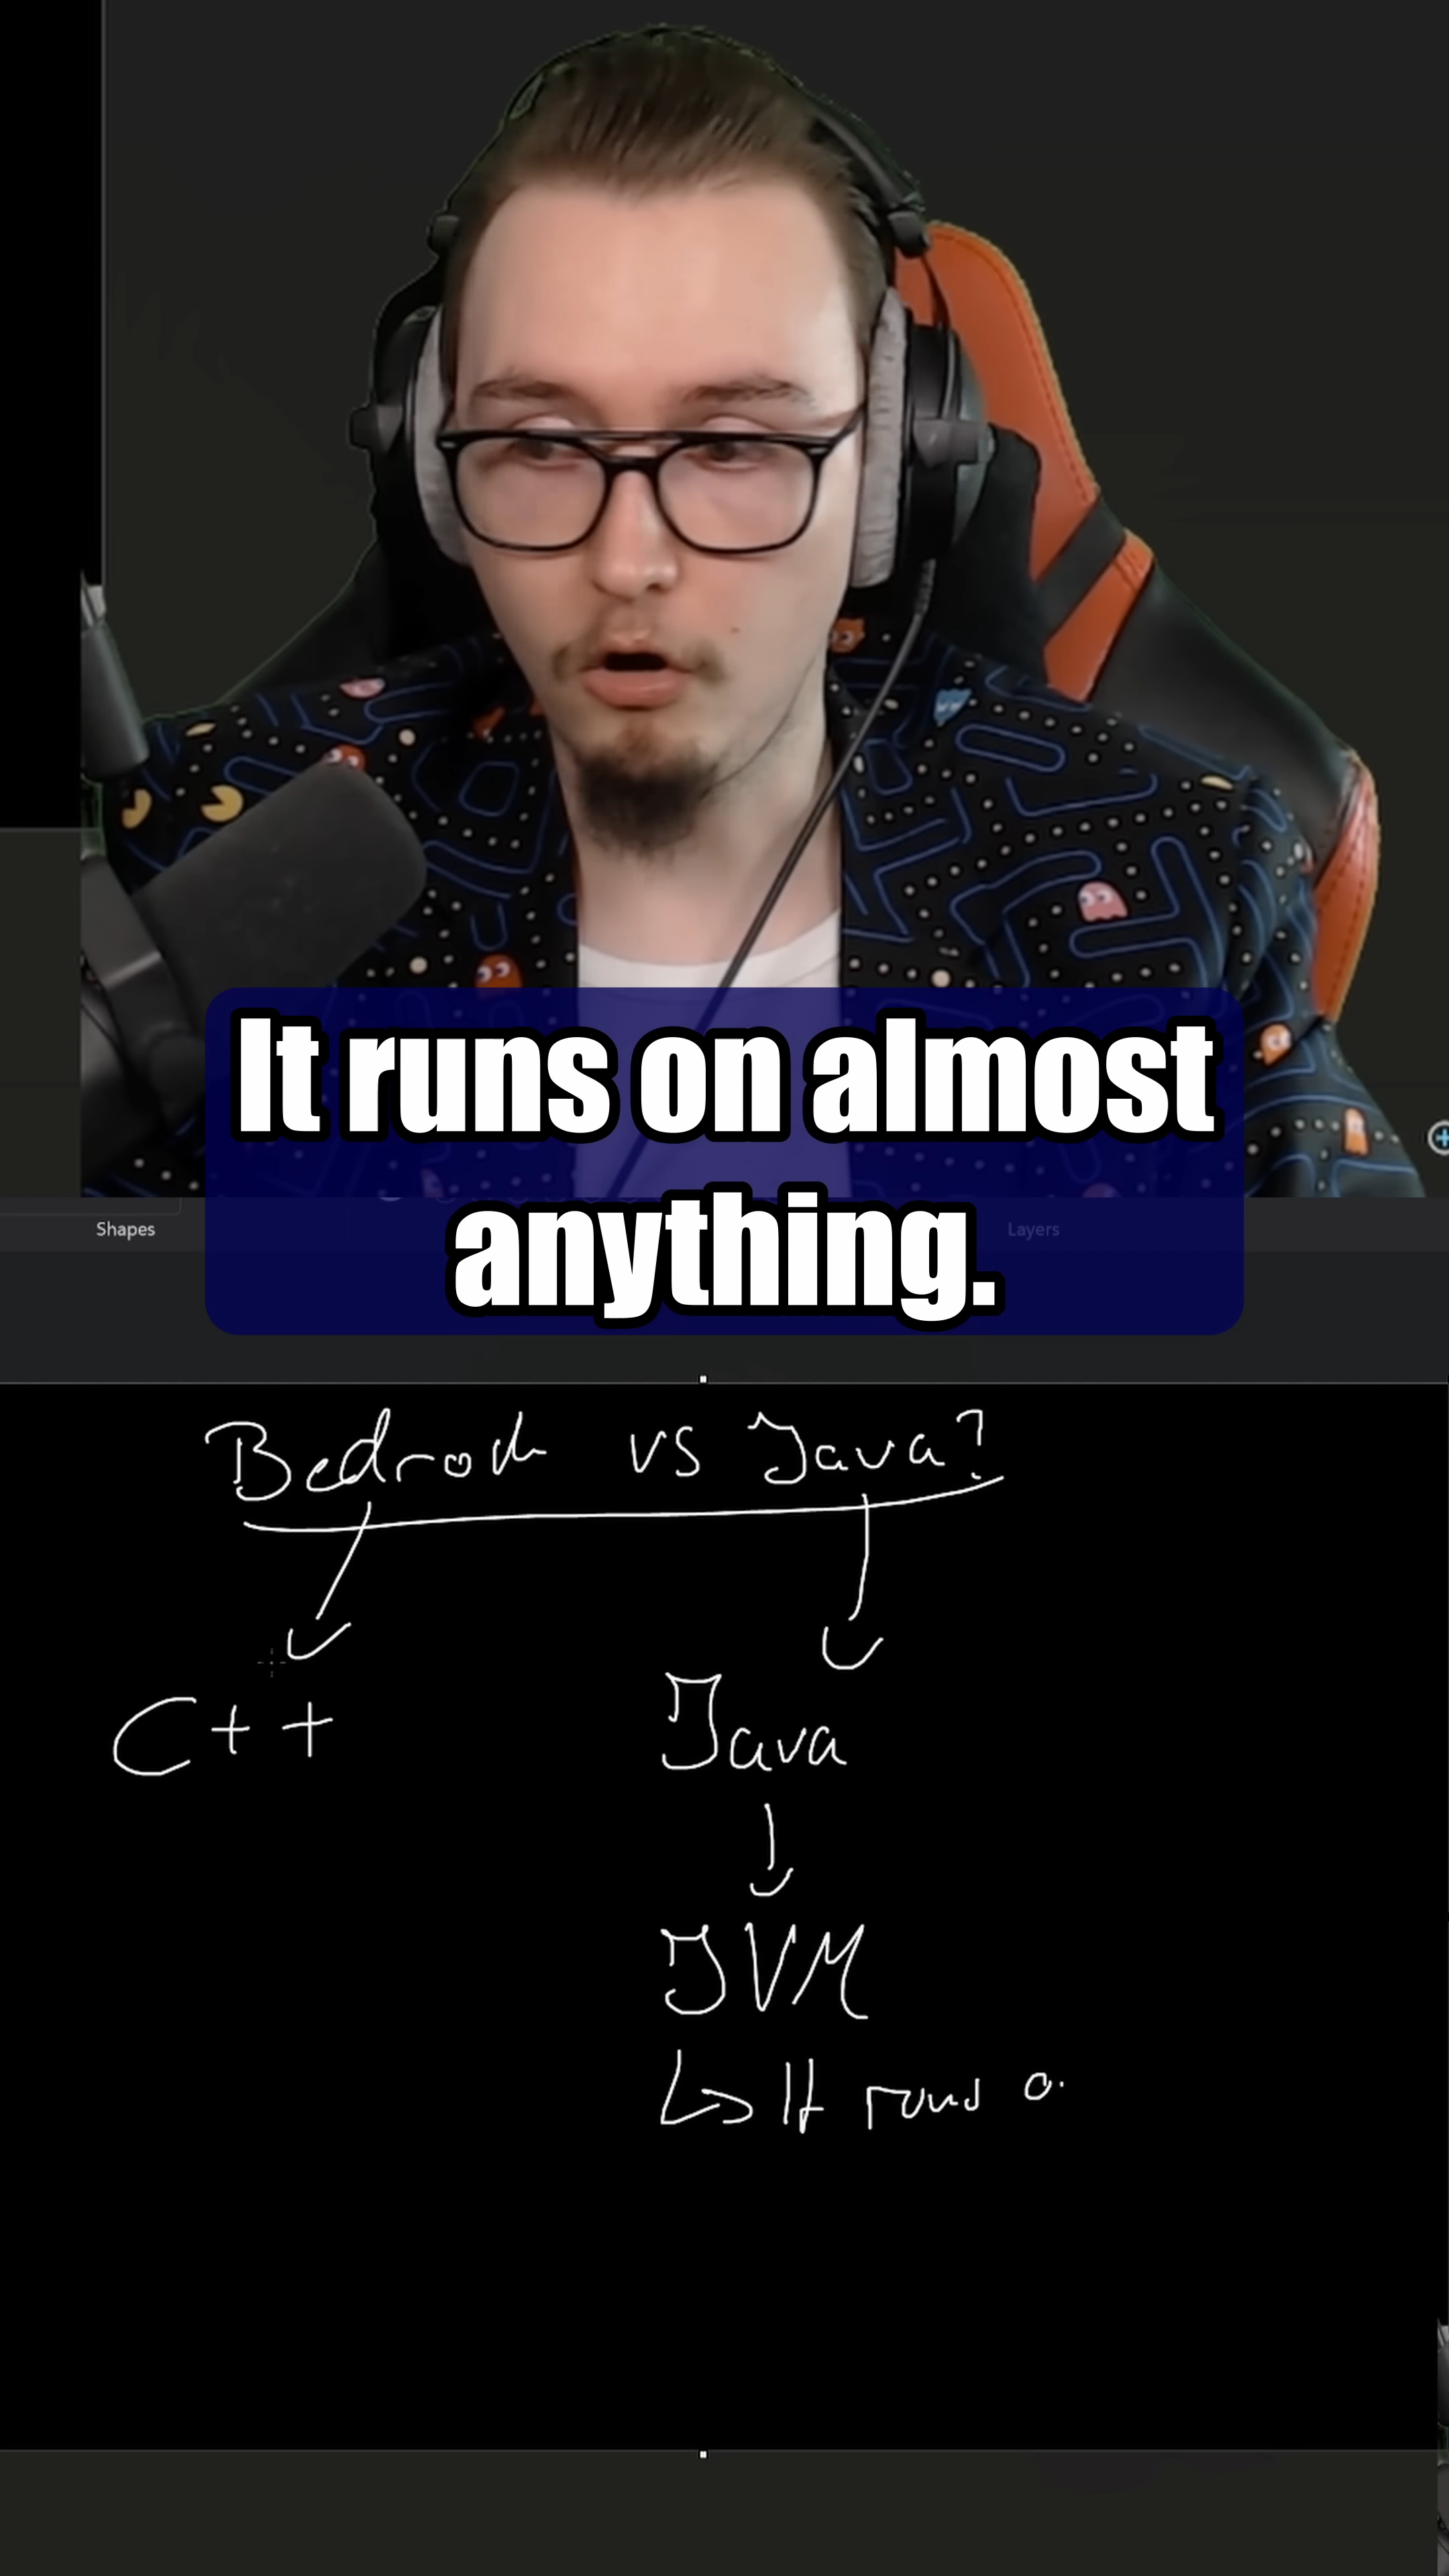 It runs on almost
anything.
Shapes
Layers
Bedrock vs Java?
C++
Java
JVM
It runs o